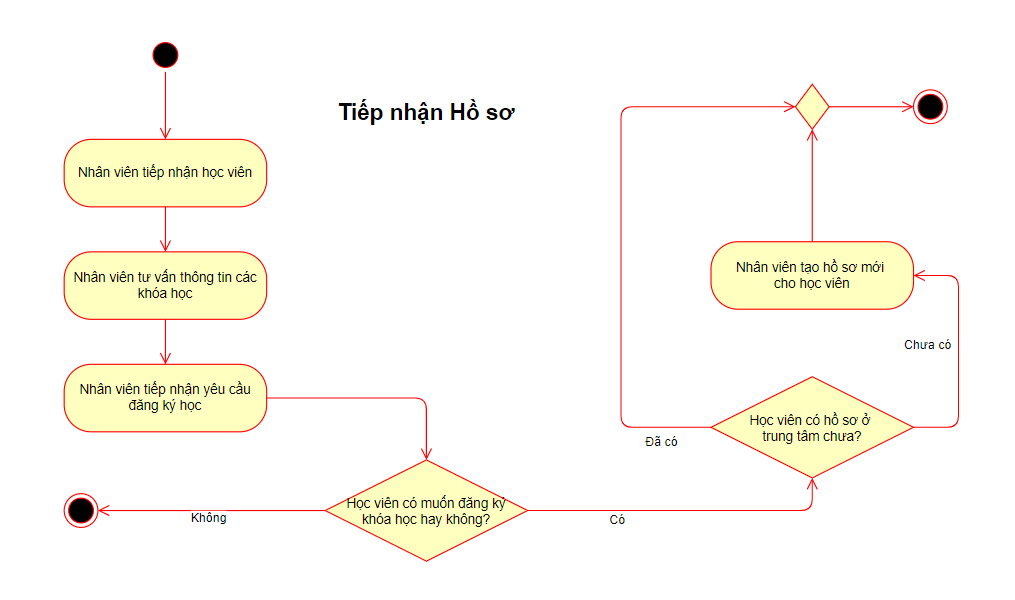 Tiếp nhận Hồ sơ
Nhân viên tiếp nhận học viên
Nhân viên tư vấn thông tin các
khóa học
Nhân viên tiếp nhận yêu cầu
đăng ký học
Học viên có muốn đăng ký
khóa học hay không?
Không
Có
Học viên có hồ sơ ở
trung tâm chưa?
Đã có
Chưa có
Nhân viên tạo hồ sơ mới
cho học viên